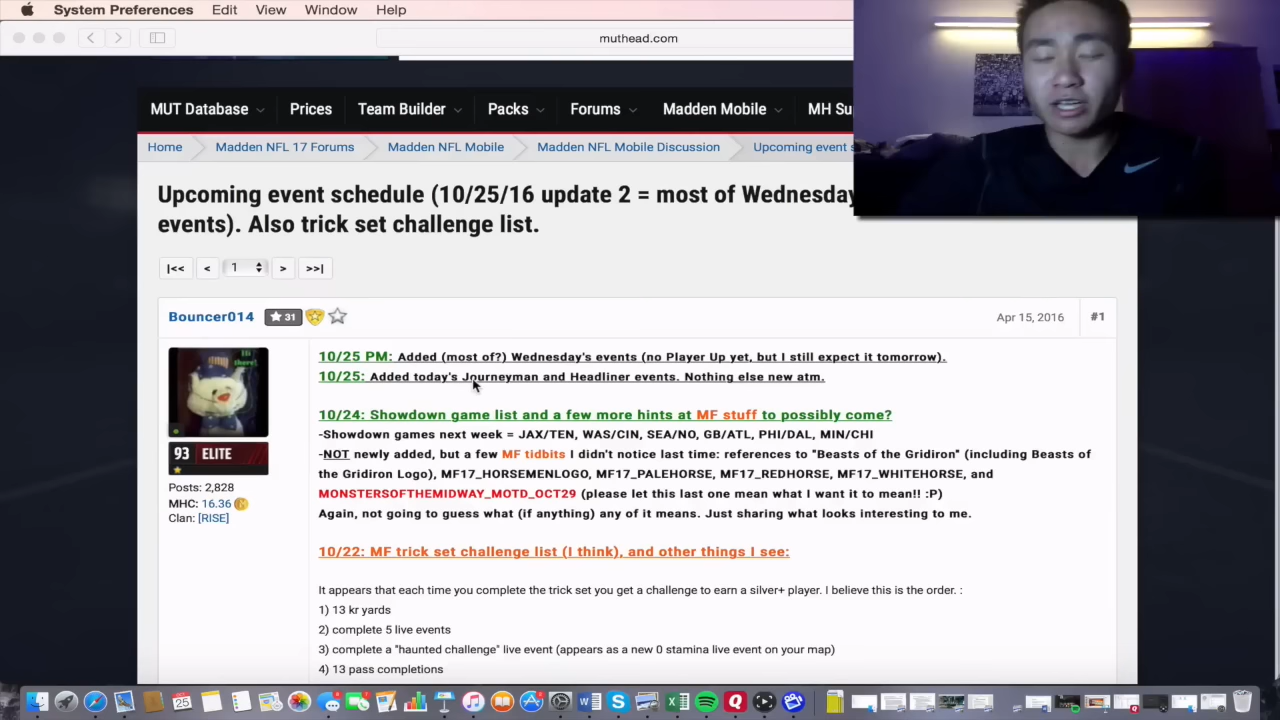 System Preferences Edit View Window Help
muthead.com
MUT Database Prices Team Builder Packs Forums Madden Mobile MH Su
Home Madden NFL 17 Forums Madden NFL Mobile Madden NFL Mobile Discussion Upcoming event s
Upcoming event schedule (10/25/16 update 2 = most of Wednesday
events). Also trick set challenge list.
|<< < 1 > >>|
Bouncer014 31 Apr 15, 2016 #1
Hi there!
93 ELITE
Posts: 2,828
MHC: 16.36
Clan: [RISE]
10/25 PM: Added (most of?) Wednesday's events (no Player Up yet, but I still expect it tomorrow).
10/25: Added today's Journeyman and Headliner events. Nothing else new atm.
10/24: Showdown game list and a few more hints at MF stuff to possibly come?
-Showdown games next week = JAX/TEN, WAS/CIN, SEA/NO, GB/ATL, PHI/DAL, MIN/CHI
-NOT newly added, but a few MF tidbits I didn't notice last time: references to "Beasts of the Gridiron" (including Beasts of
the Gridiron Logo), MF17_HORSEMENLOGO, MF17_PALEHORSE, MF17_REDHORSE, MF17_WHITEHORSE, and
MONSTERSOFTHEMIDWAY_MOTD_OCT29 (please let this last one mean what I want it to mean!! :P)
Again, not going to guess what (if anything) any of it means. Just sharing what looks interesting to me.
10/22: MF trick set challenge list (I think), and other things I see:
It appears that each time you complete the trick set you get a challenge to earn a silver+ player. I believe this is the order. :
1) 13 kr yards
2) complete 5 live events
3) complete a "haunted challenge" live event (appears as a new 0 stamina live event on your map)
4) 13 pass completions
25